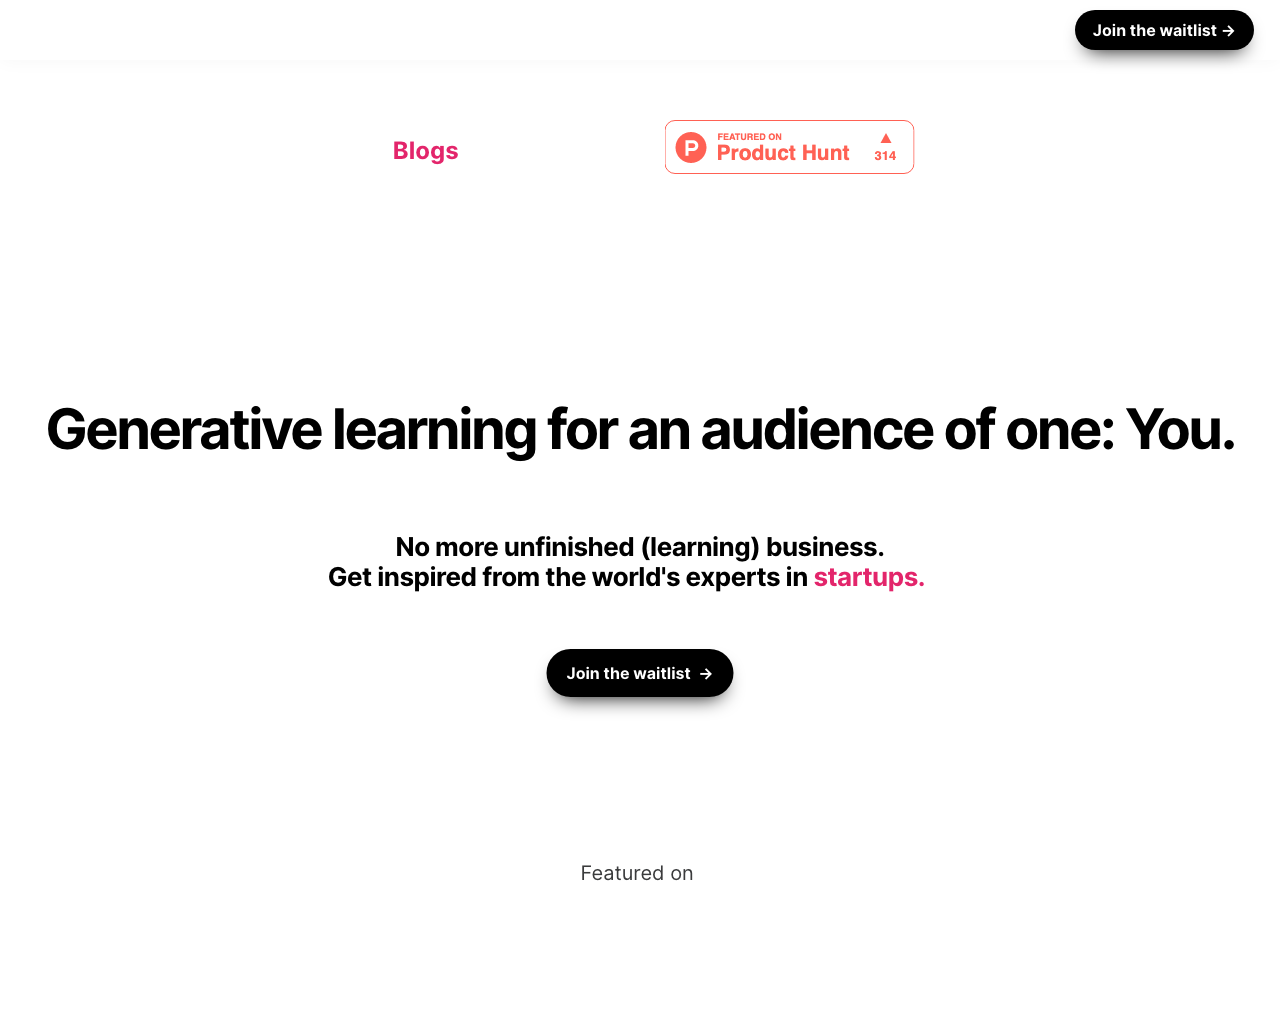 Join the waitlist →
Blogs
FEATURED ON
Product Hunt
▲
314
Generative learning for an audience of one: You.
No more unfinished (learning) business.
Get inspired from the world's experts in startups.
Join the waitlist →
Featured on